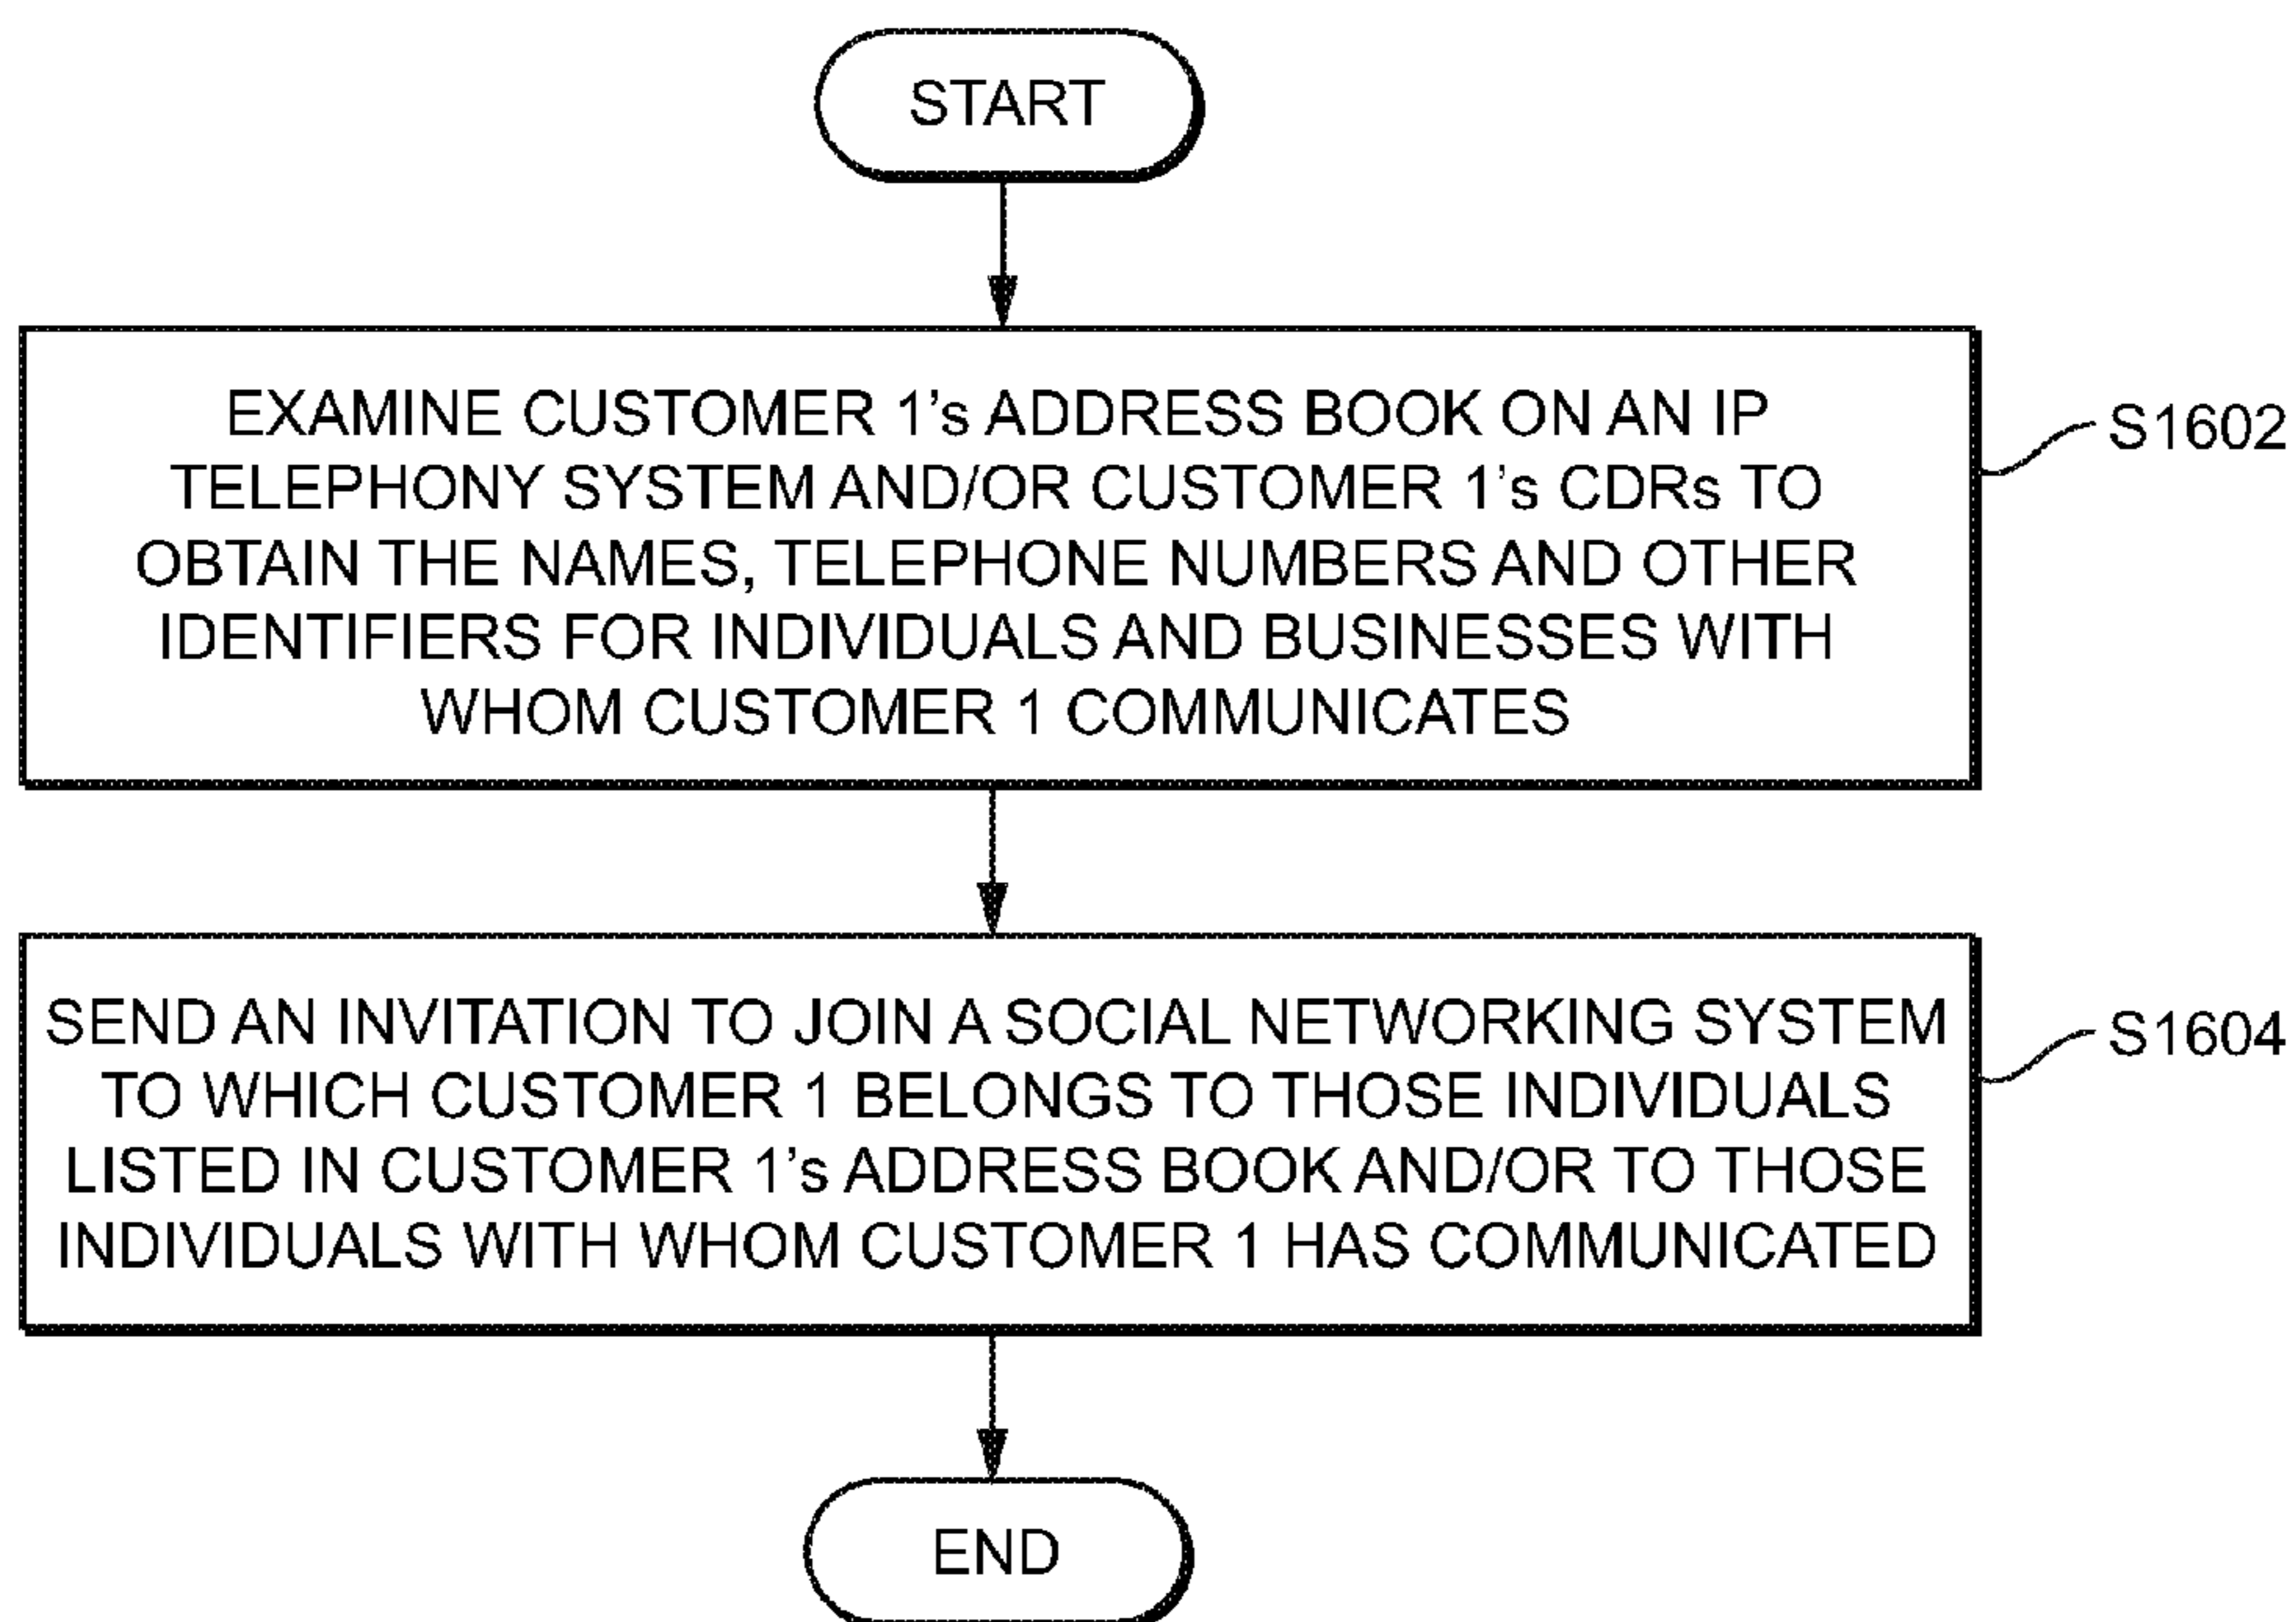 START
EXAMINE CUSTOMER 1's ADDRESS BOOK ON AN IP
TELEPHONY SYSTEM AND/OR CUSTOMER 1's CDRs TO
OBTAIN THE NAMES, TELEPHONE NUMBERS AND OTHER
IDENTIFIERS FOR INDIVIDUALS AND BUSINESSES WITH
WHOM CUSTOMER 1 COMMUNICATES
S1602
SEND AN INVITATION TO JOIN A SOCIAL NETWORKING SYSTEM
TO WHICH CUSTOMER 1 BELONGS TO THOSE INDIVIDUALS
LISTED IN CUSTOMER 1's ADDRESS BOOK AND/OR TO THOSE
INDIVIDUALS WITH WHOM CUSTOMER 1 HAS COMMUNICATED
S1604
END